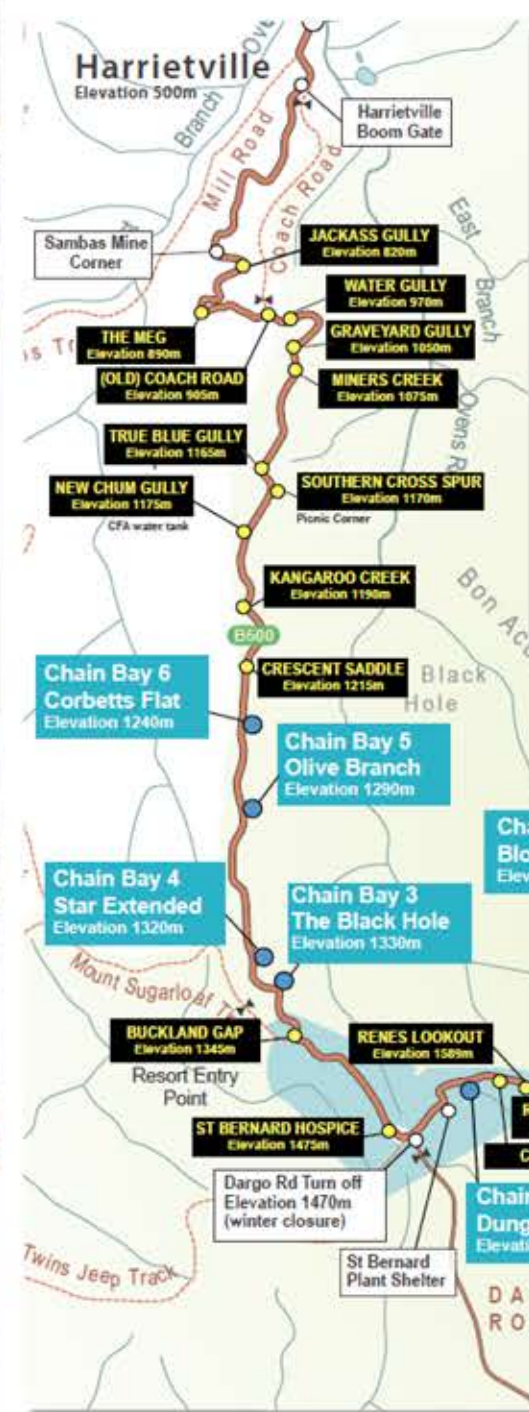 Harrietville
Elevation 500m
Harrietville
Boom Gate
Branch
Mill Road
Coach Road
East
Branch
Sambas Mine
Corner
JACKASS GULLY
Elevation 820m
WATER GULLY
Elevation 970m
THE MEG
Elevation 890m
GRAVEYARD GULLY
Elevation 1050m
(OLD) COACH ROAD
Elevation 905m
MINERS CREEK
Elevation 1075m
Ovens
TRUE BLUE GULLY
Elevation 1165m
NEW CHUM GULLY
Elevation 1175m
CFA water tank
SOUTHERN CROSS SPUR
Elevation 1170m
Picnic Corner
KANGAROO CREEK
Elevation 1190m
Bon
B500
CRESCENT SADDLE
Elevation 1215m
Black
Hole
Chain Bay 6
Corbetts Flat
Elevation 1240m
Chain Bay 5
Olive Branch
Elevation 1290m
Chain Bay 4
Star Extended
Elevation 1320m
Chain Bay 3
The Black Hole
Elevation 1330m
Mount Sugarloaf
BUCKLAND GAP
Elevation 1345m
Resort Entry
Point
RENES LOOKOUT
Elevation 1589m
ST BERNARD HOSPICE
Elevation 1475m
Dargo Rd Turn off
Elevation 1470m
(winter closure)
St Bernard
Plant Shelter
Twins Jeep Track